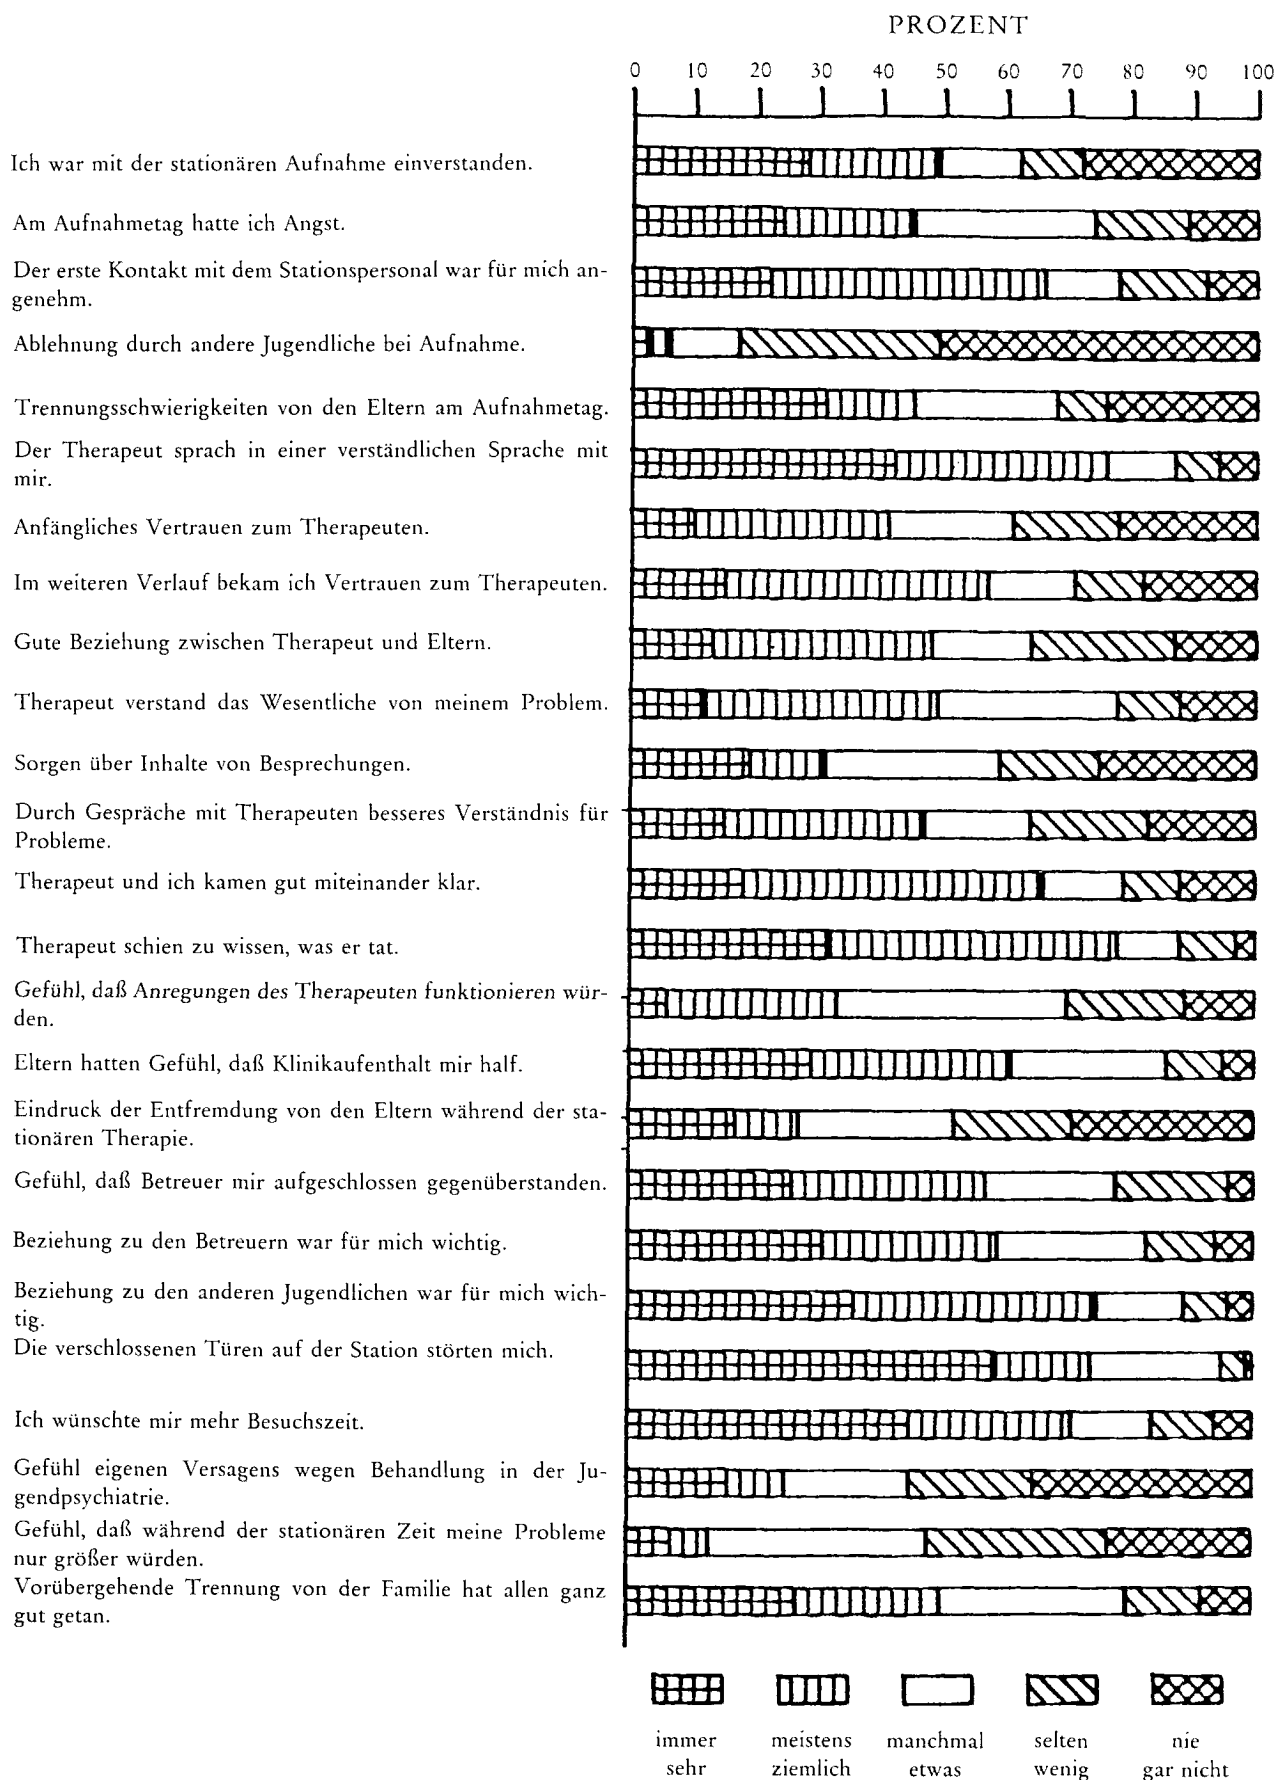 PROZENT
0 10 20 30 40 50 60 70 80 90 100
Ich war mit der stationären Aufnahme einverstanden.
Am Aufnahmetag hatte ich Angst.
Der erste Kontakt mit dem Stationspersonal war für mich an-
genehm.
Ablehnung durch andere Jugendliche bei Aufnahme.
Trennungsschwierigkeiten von den Eltern am Aufnahmetag.
Der Therapeut sprach in einer verständlichen Sprache mit
mir.
Anfängliches Vertrauen zum Therapeuten.
Im weiteren Verlauf bekam ich Vertrauen zum Therapeuten.
Gute Beziehung zwischen Therapeut und Eltern.
Therapeut verstand das Wesentliche von meinem Problem.
Sorgen über Inhalte von Besprechungen.
Durch Gespräche mit Therapeuten besseres Verständnis für
Probleme.
Therapeut und ich kamen gut miteinander klar.
Therapeut schien zu wissen, was er tat.
Gefühl, daß Anregungen des Therapeuten funktionieren wür-
den.
Eltern hatten Gefühl, daß Klinikaufenthalt mir half.
Eindruck der Entfremdung von den Eltern während der sta-
tionären Therapie.
Gefühl, daß Betreuer mir aufgeschlossen gegenüberstanden.
Beziehung zu den Betreuern war für mich wichtig.
Beziehung zu den anderen Jugendlichen war für mich wich-
tig.
Die verschlossenen Türen auf der Station störten mich.
Ich wünschte mir mehr Besuchszeit.
Gefühl eigenen Versagens wegen Behandlung in der Ju-
gendpsychiatrie.
Gefühl, daß während der stationären Zeit meine Probleme
nur größer würden.
Vorübergehende Trennung von der Familie hat allen ganz
gut getan.
immer meistens manchmal selten nie
sehr ziemlich etwas wenig gar nicht